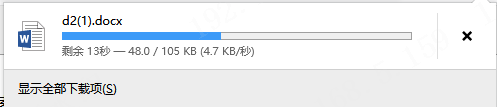 d2(1).docx
剩余 13秒 — 48.0 / 105 KB (4.7 KB/秒)
显示全部下载项(S)